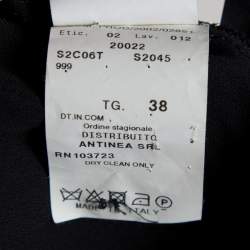 Etic. 02 Lav. 012
20022
S2C06T S2045
999
TG. 38
DT.IN.COM
Ordine stagionale
DISTRIBUITO
ANTINEA SRL
RN103723
DRY CLEAN ONLY
MADE IN ITALY